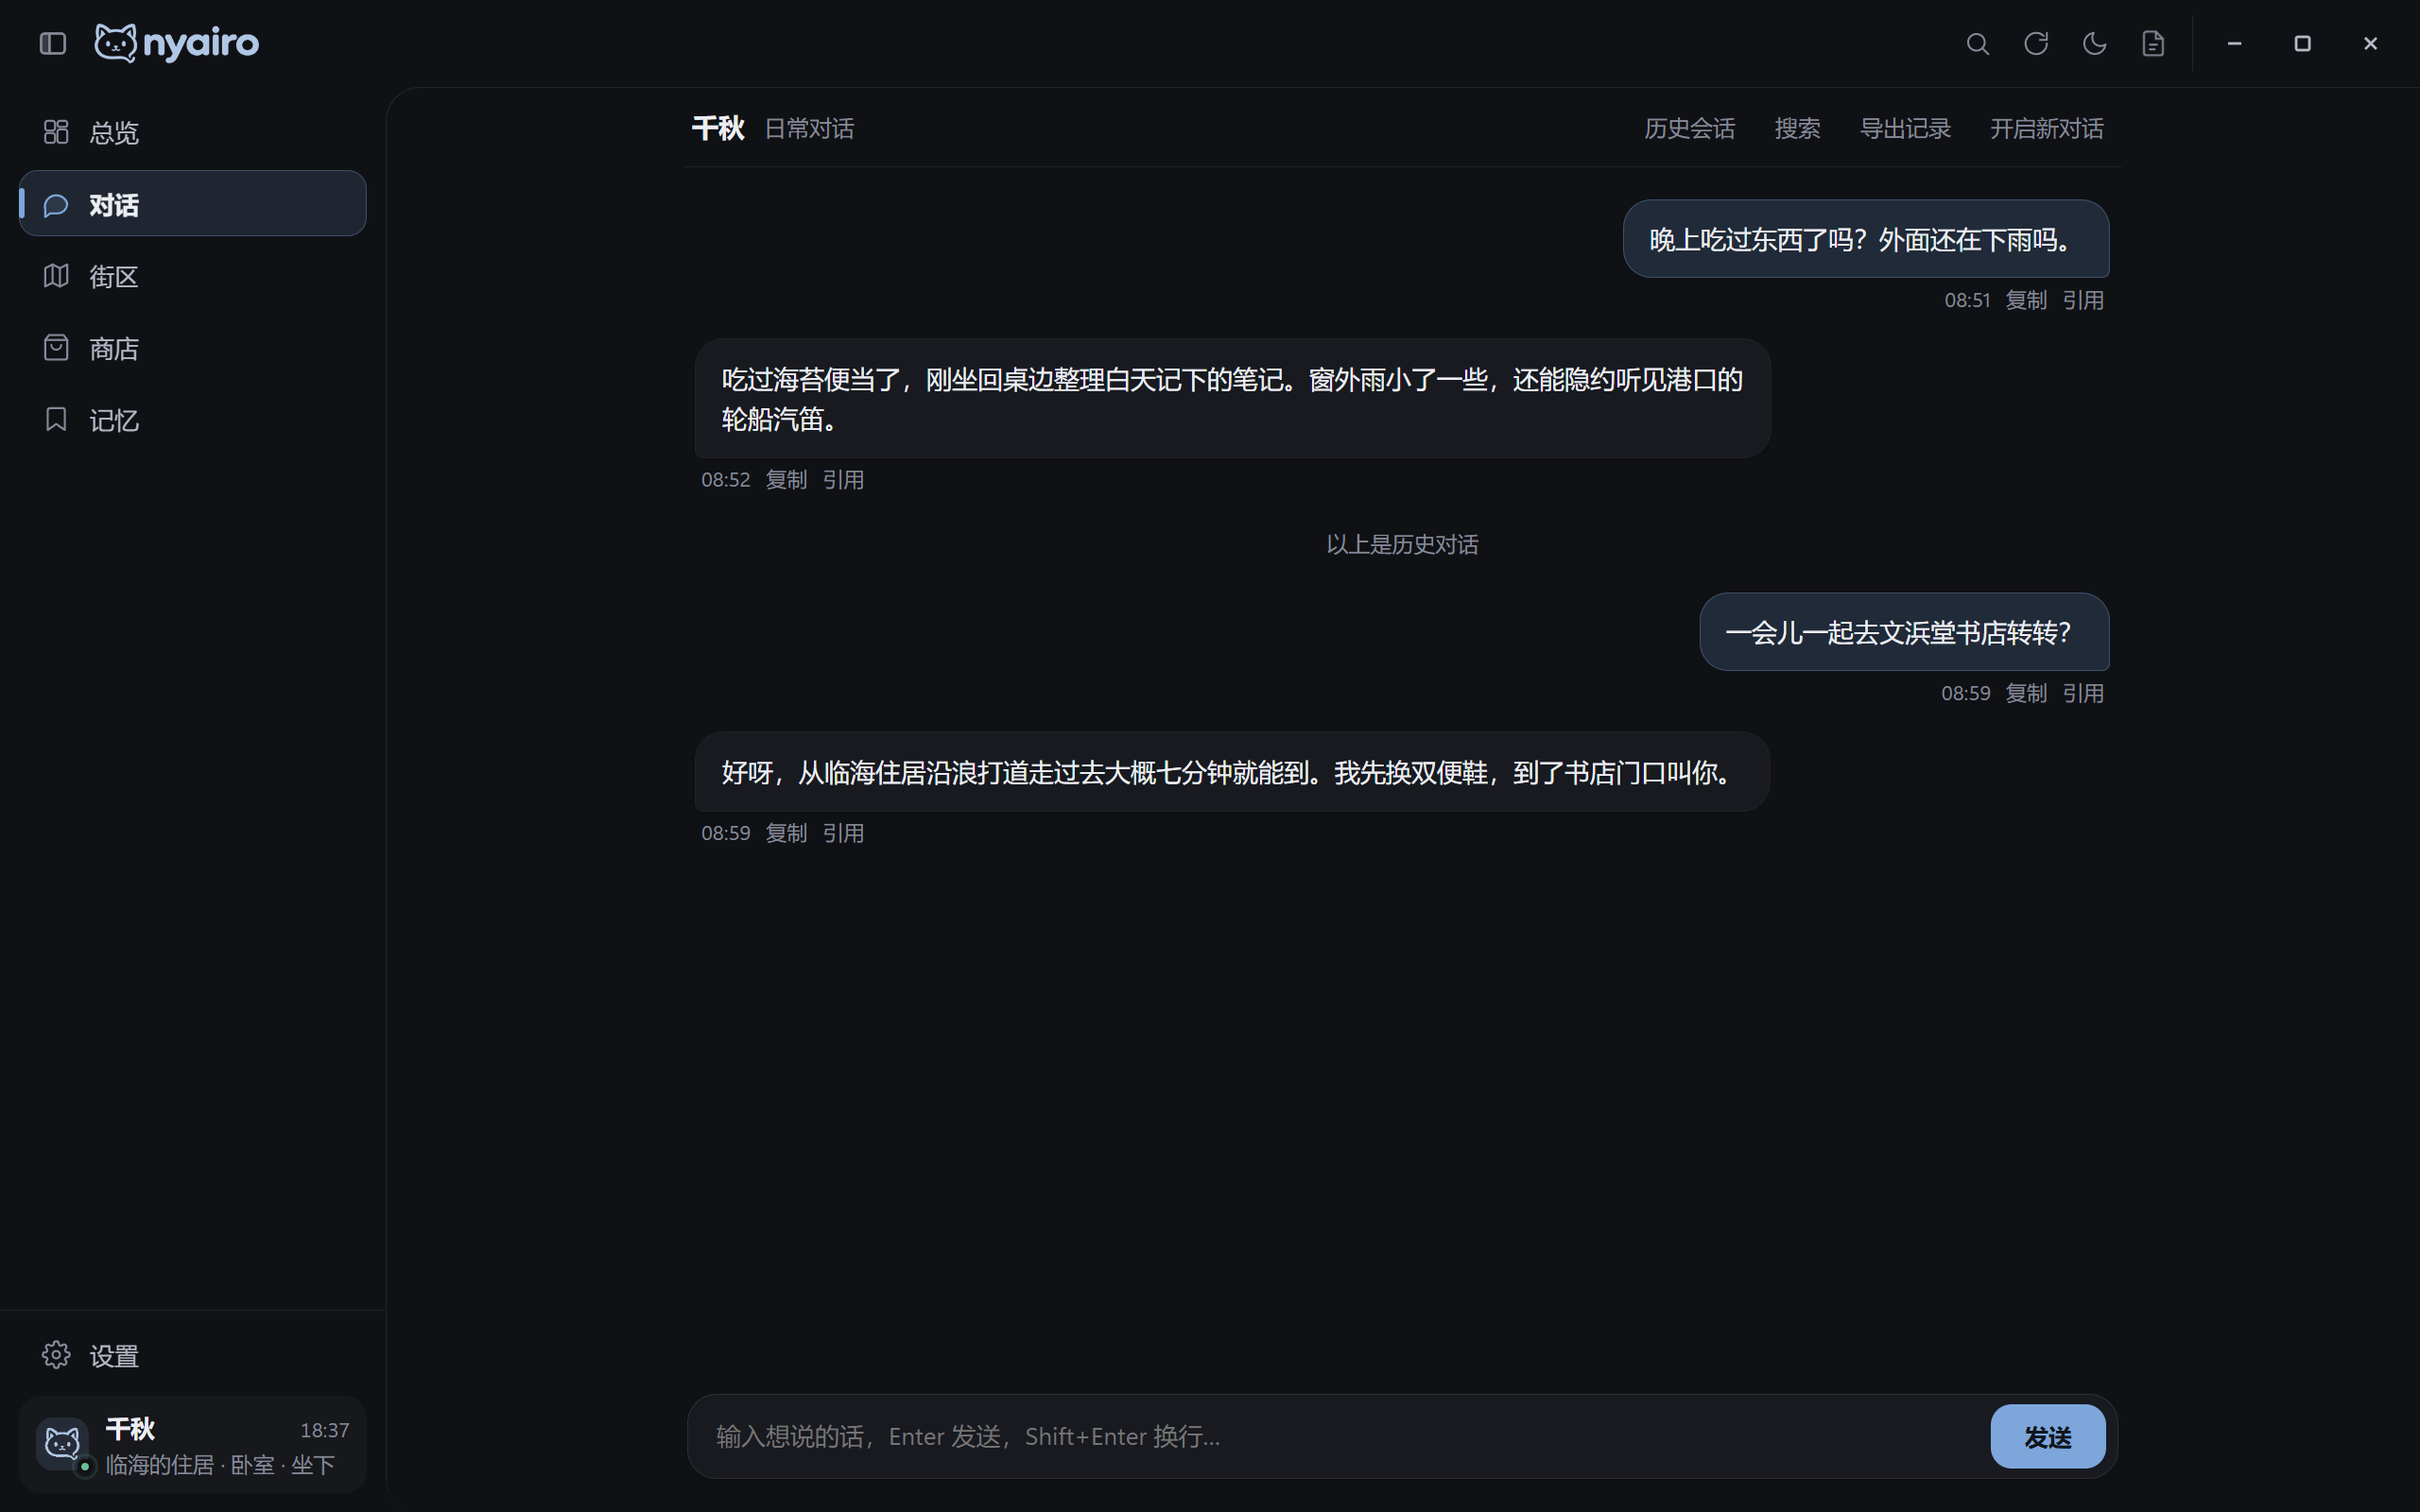 nyairo
总览
对话
街区
商店
记忆
设置
千秋
18:37
临海的住居 · 卧室 · 坐下
千秋 日常对话
历史会话 搜索 导出记录 开启新对话
晚上吃过东西了吗？外面还在下雨吗。
08:51 复制 引用
吃过海苔便当了，刚坐回桌边整理白天记下的笔记。窗外雨小了一些，还能隐约听见港口的
轮船汽笛。
08:52 复制 引用
以上是历史对话
一会儿一起去文浜堂书店转转？
08:59 复制 引用
好呀，从临海住居沿浪打道走过去大概七分钟就能到。我先换双便鞋，到了书店门口叫你。
08:59 复制 引用
输入想说的话，Enter 发送，Shift+Enter 换行...
发送